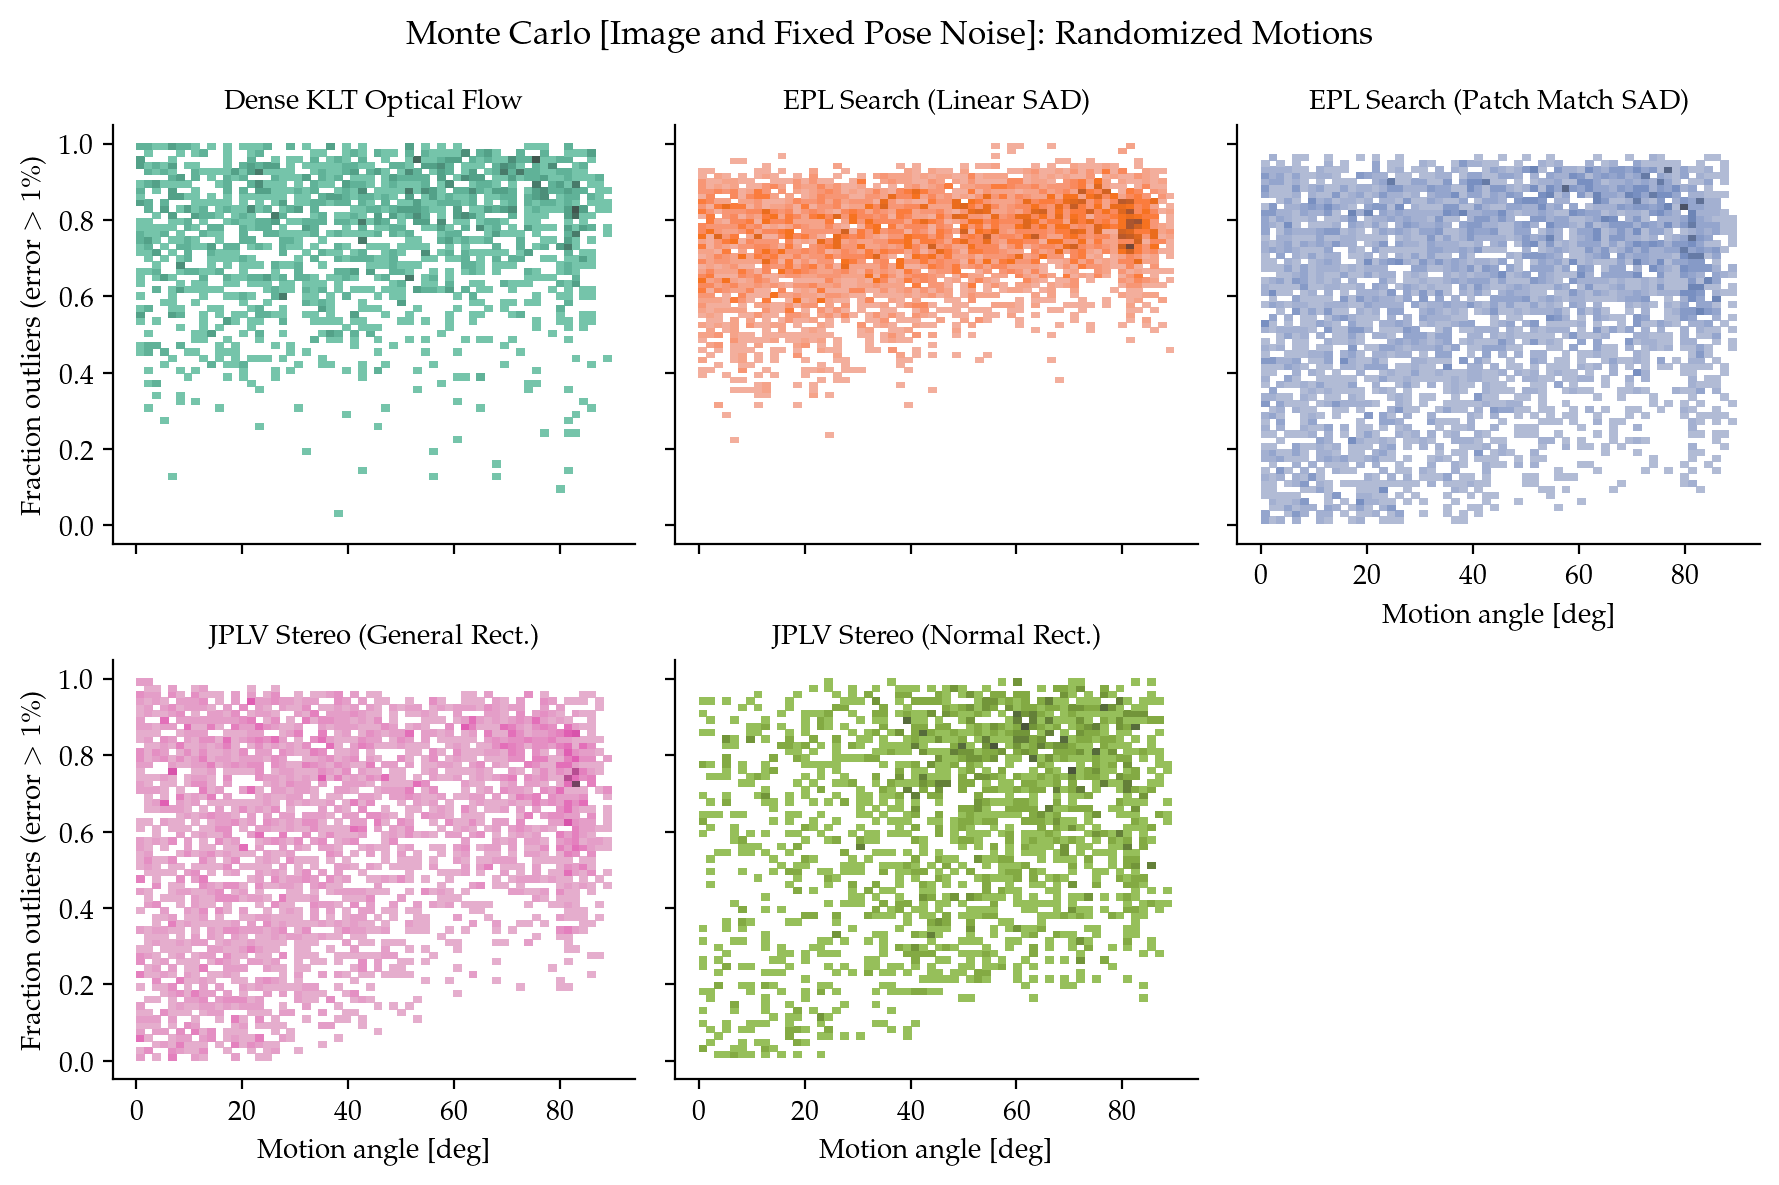 Monte Carlo [Image and Fixed Pose Noise]: Randomized Motions
Dense KLT Optical Flow
EPL Search (Linear SAD)
EPL Search (Patch Match SAD)
Fraction outliers (error > 1%)
1.0
0.8
0.6
0.4
0.2
0.0
0 20 40 60 80
Motion angle [deg]
JPLV Stereo (General Rect.)
JPLV Stereo (Normal Rect.)
Fraction outliers (error > 1%)
1.0
0.8
0.6
0.4
0.2
0.0
0 20 40 60 80
Motion angle [deg]
0 20 40 60 80
Motion angle [deg]